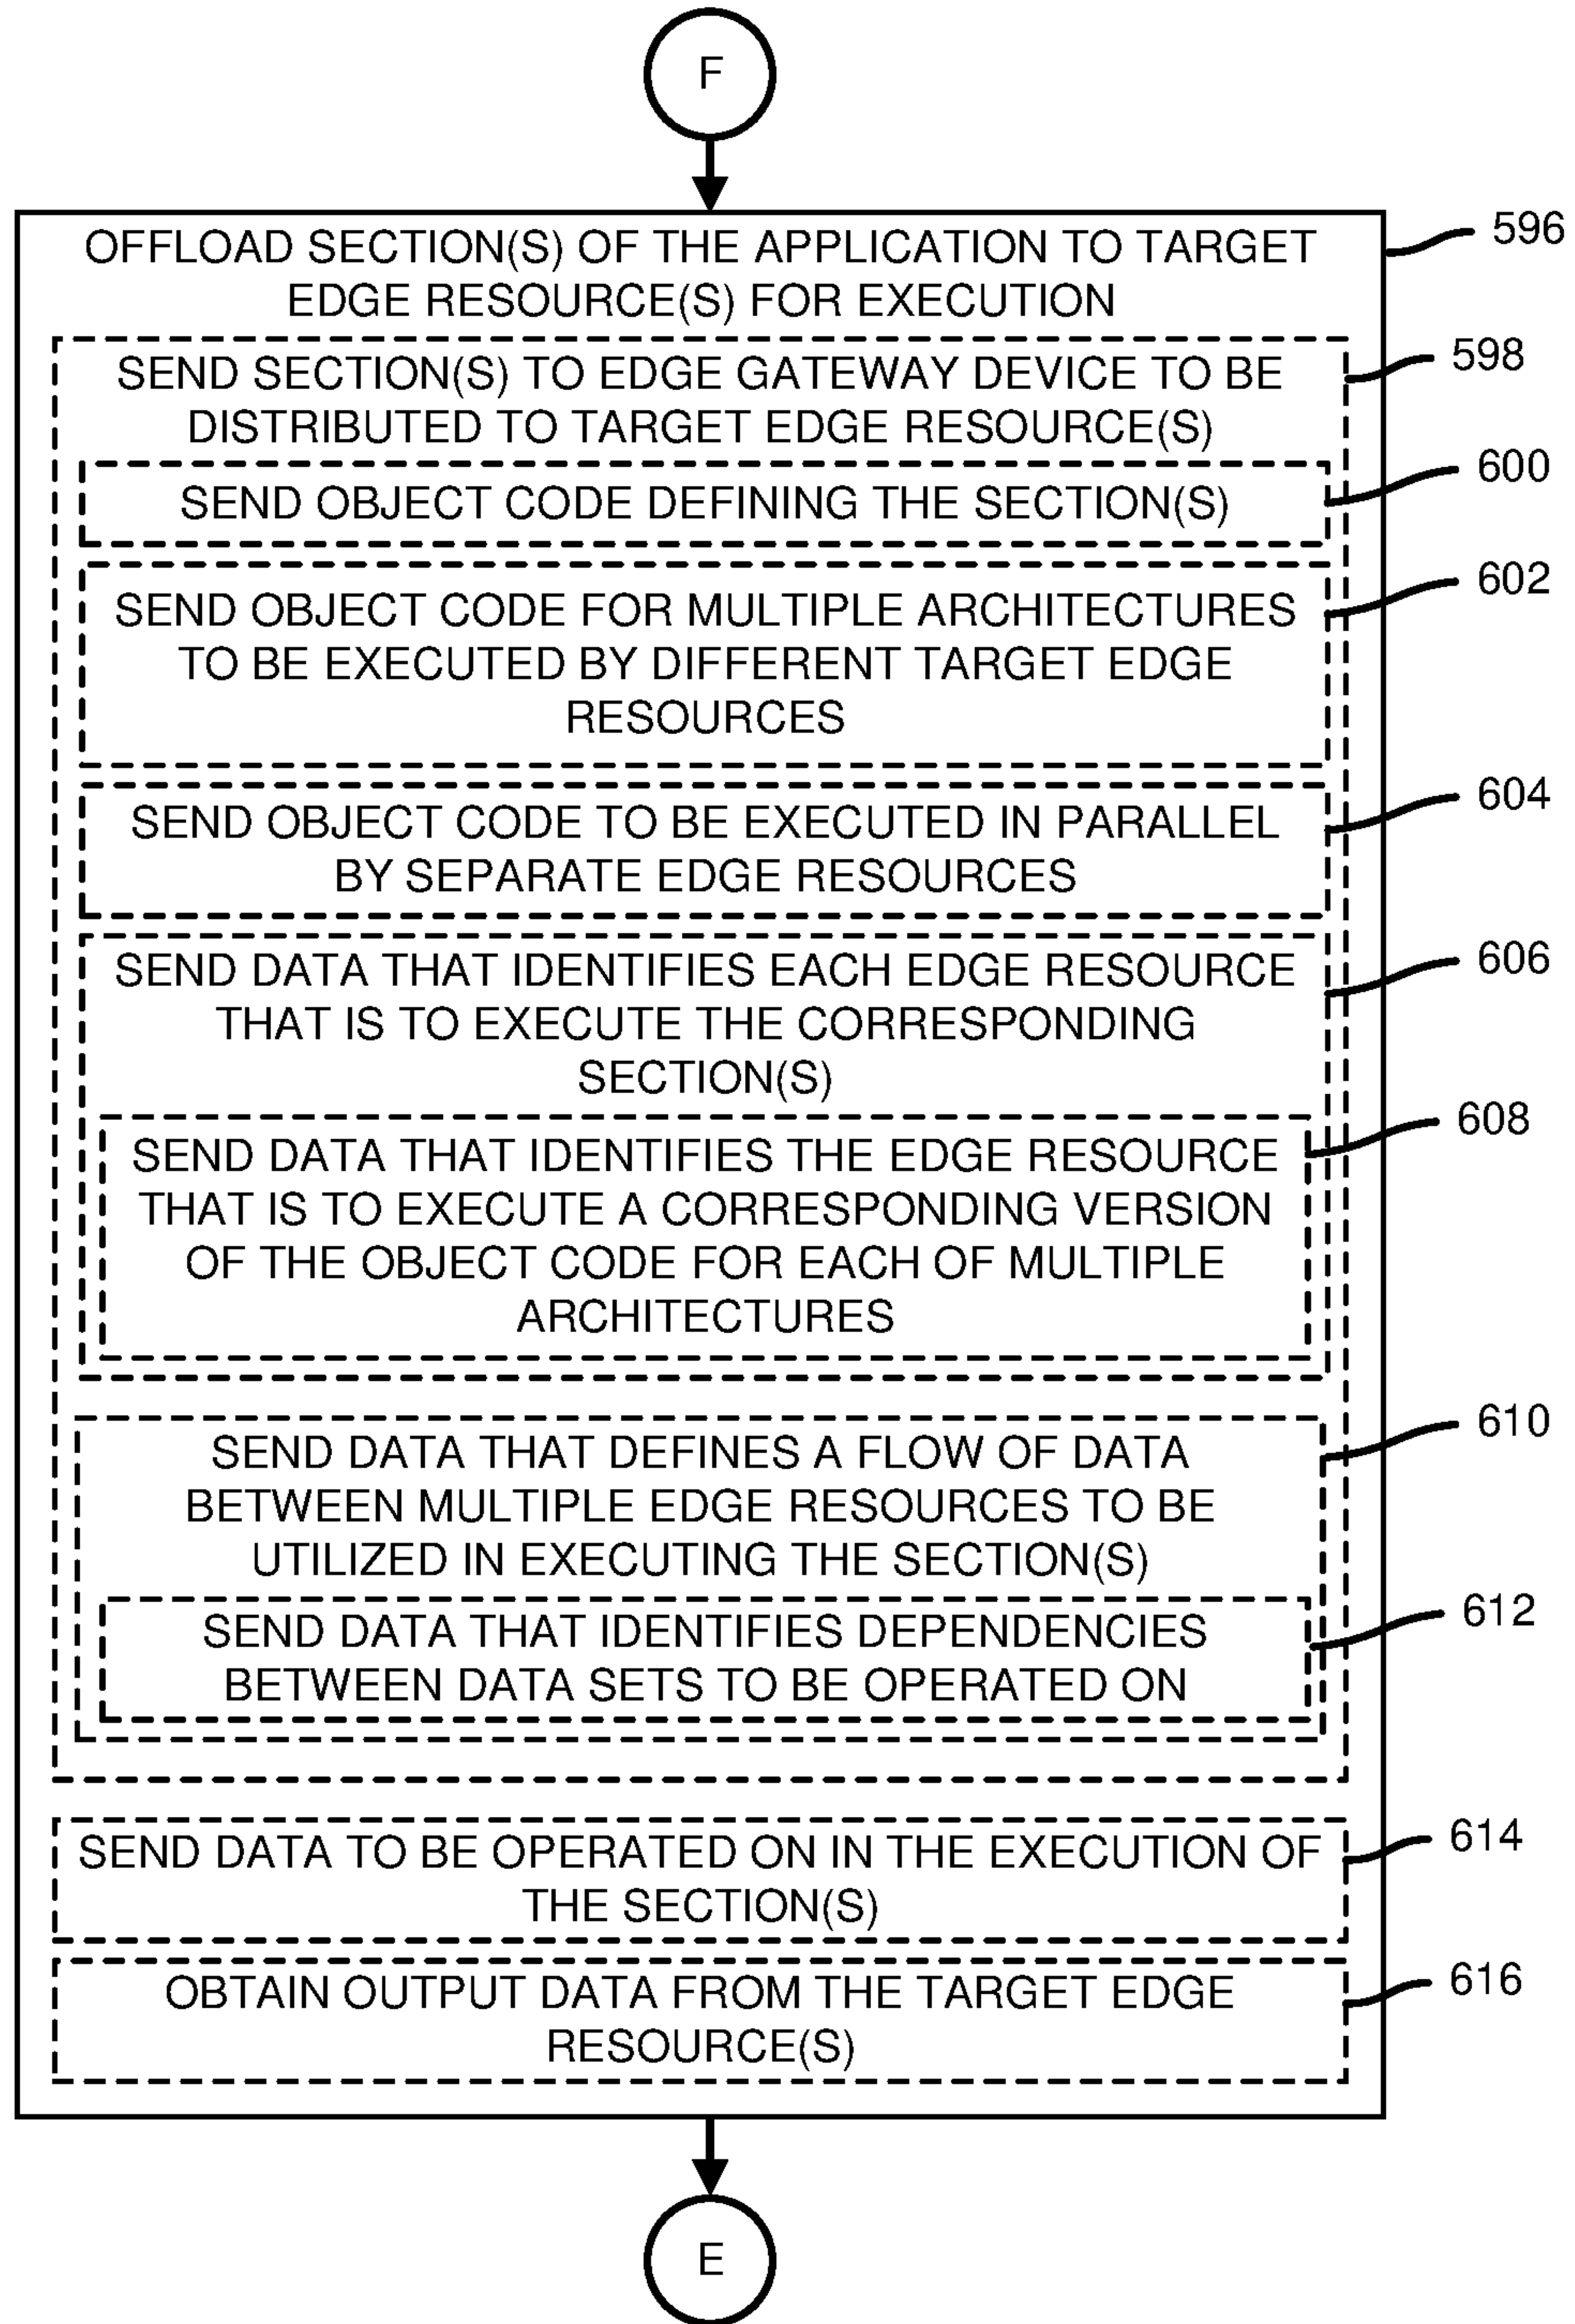 F
OFFLOAD SECTION(S) OF THE APPLICATION TO TARGET
EDGE RESOURCE(S) FOR EXECUTION
596
SEND SECTION(S) TO EDGE GATEWAY DEVICE TO BE
DISTRIBUTED TO TARGET EDGE RESOURCE(S)
598
SEND OBJECT CODE DEFINING THE SECTION(S)
600
SEND OBJECT CODE FOR MULTIPLE ARCHITECTURES
TO BE EXECUTED BY DIFFERENT TARGET EDGE
RESOURCES
602
SEND OBJECT CODE TO BE EXECUTED IN PARALLEL
BY SEPARATE EDGE RESOURCES
604
SEND DATA THAT IDENTIFIES EACH EDGE RESOURCE
THAT IS TO EXECUTE THE CORRESPONDING
SECTION(S)
606
SEND DATA THAT IDENTIFIES THE EDGE RESOURCE
THAT IS TO EXECUTE A CORRESPONDING VERSION
OF THE OBJECT CODE FOR EACH OF MULTIPLE
ARCHITECTURES
608
SEND DATA THAT DEFINES A FLOW OF DATA
BETWEEN MULTIPLE EDGE RESOURCES TO BE
UTILIZED IN EXECUTING THE SECTION(S)
610
SEND DATA THAT IDENTIFIES DEPENDENCIES
BETWEEN DATA SETS TO BE OPERATED ON
612
SEND DATA TO BE OPERATED ON IN THE EXECUTION OF
THE SECTION(S)
614
OBTAIN OUTPUT DATA FROM THE TARGET EDGE
RESOURCE(S)
616
E